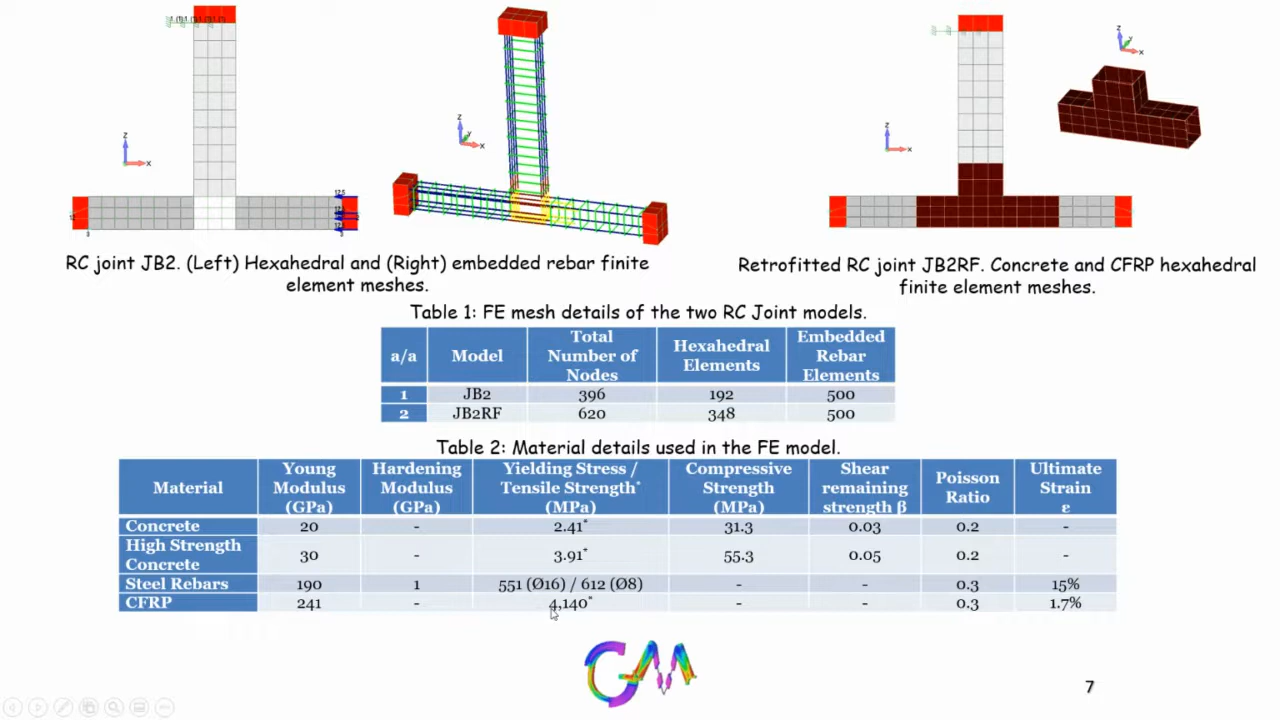 z
x
z
y
x
z
x
z
y
x
12.5
3
RC joint JB2. (Left) Hexahedral and (Right) embedded rebar finite
element meshes.
Retrofitted RC joint JB2RF. Concrete and CFRP hexahedral
finite element meshes.
Table 1: FE mesh details of the two RC Joint models.
a/a Model Total Number of Nodes Hexahedral Elements Embedded Rebar Elements
1 JB2 396 192 500
2 JB2RF 620 348 500
Table 2: Material details used in the FE model.
Material Young Modulus (GPa) Hardening Modulus (GPa) Yielding Stress / Tensile Strength* (MPa) Compressive Strength (MPa) Shear remaining strength β Poisson Ratio Ultimate Strain ε
Concrete 20 - 2.41* 31.3 0.03 0.2 -
High Strength Concrete 30 - 3.91* 55.3 0.05 0.2 -
Steel Rebars 190 1 551 (Ø16) / 612 (Ø8) - - 0.3 15%
CFRP 241 - 4,140* - - 0.3 1.7%
7